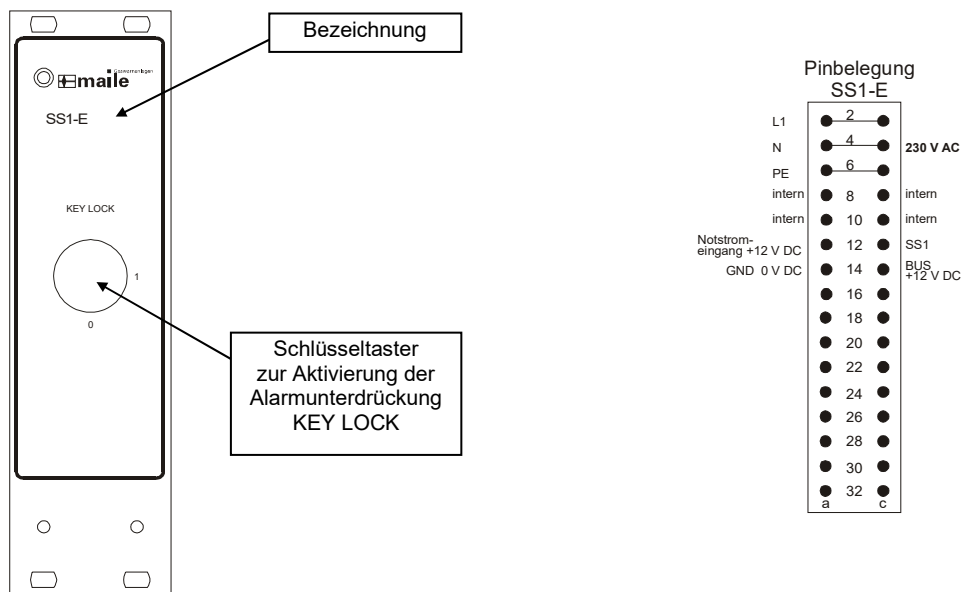 Bezeichnung
Gaswarnanlagen
maile
SS1-E
KEY LOCK
1
0
Schlüsseltaster
zur Aktivierung der
Alarmunterdrückung
KEY LOCK
Pinbelegung
SS1-E
L1 2
N 4 230 V AC
PE 6
intern 8 intern
intern 10 intern
Notstrom-
eingang +12 V DC 12 SS1
GND 0 V DC 14 BUS
+12 V DC
16
18
20
22
24
26
28
30
32
a c